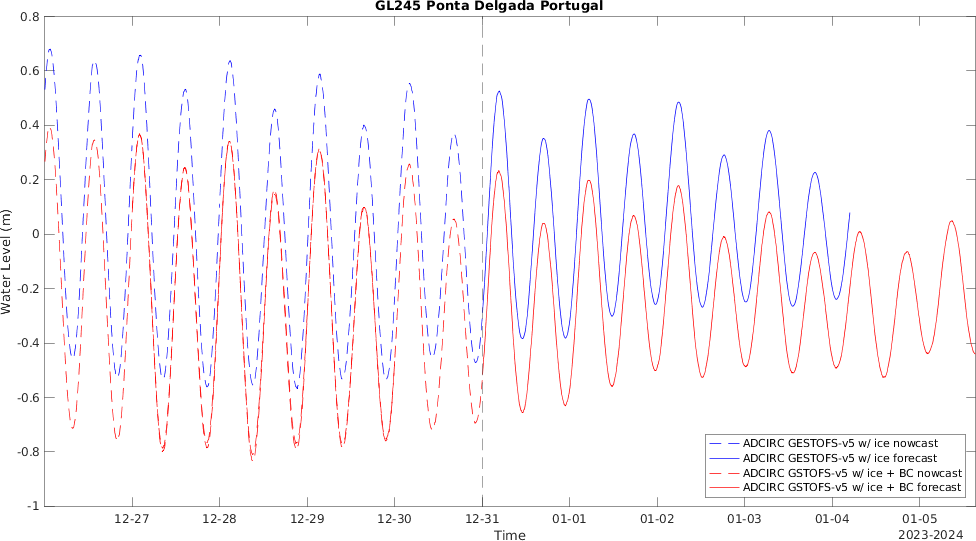 GL245 Ponta Delgada Portugal
0.8
0.6
0.4
0.2
0
-0.2
-0.4
-0.6
-0.8
-1
Water Level (m)
12-27 12-28 12-29 12-30 12-31 01-01 01-02 01-03 01-04 01-05
Time
2023-2024
ADCIRC GESTOFS-v5 w/ ice nowcast
ADCIRC GESTOFS-v5 w/ ice forecast
ADCIRC GSTOFS-v5 w/ ice + BC nowcast
ADCIRC GSTOFS-v5 w/ ice + BC forecast